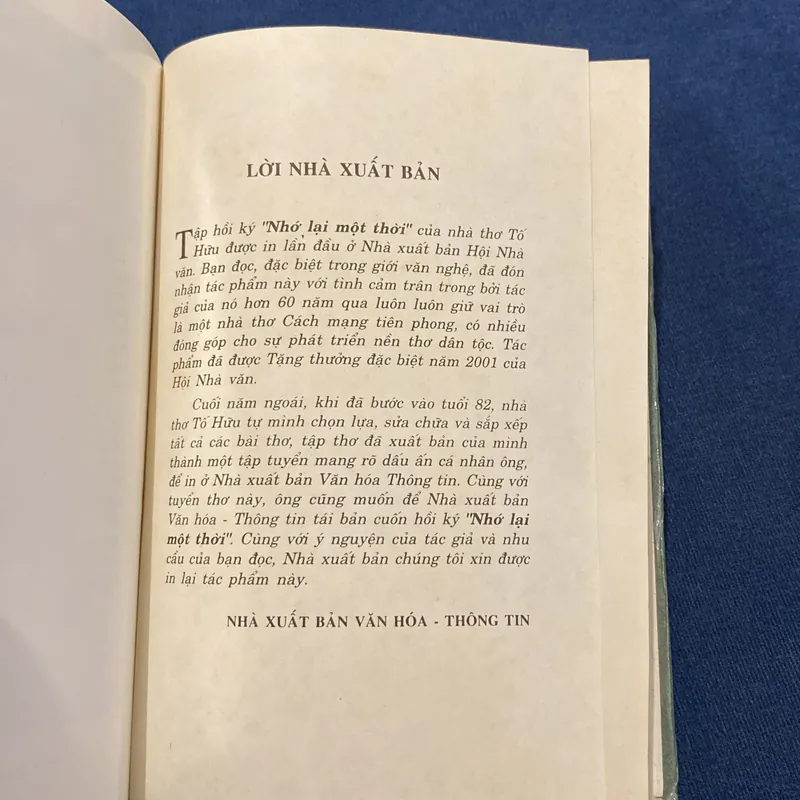 LỜI NHÀ XUẤT BẢN
Tập hồi ký "Nhớ lại một thời" của nhà thơ Tố
Hữu được in lần đầu ở Nhà xuất bản Hội Nhà
văn. Bạn đọc, đặc biệt trong giới văn nghệ, đã đón
nhận tác phẩm này với tình cảm trân trong bởi tác
giả của nó hơn 60 năm qua luôn luôn giữ vai trò
là một nhà thơ Cách mạng tiên phong, có nhiều
đóng góp cho sự phát triển nền thơ dân tộc. Tác
phẩm đã được Tặng thưởng đặc biệt năm 2001 của
Hội Nhà văn.
Cuối năm ngoái, khi đã bước vào tuổi 82, nhà
thơ Tố Hữu tự mình chọn lựa, sửa chữa và sắp xếp
tất cả các bài thơ, tập thơ đã xuất bản của mình
thành một tập tuyển mang rõ dấu ấn cá nhân ông,
để in ở Nhà xuất bản Văn hóa Thông tin. Cùng với
tuyển thơ này, ông cũng muốn để Nhà xuất bản
Văn hóa - Thông tin tái bản cuốn hồi ký "Nhớ lại
một thời". Cùng với ý nguyện của tác giả và nhu
cầu của bạn đọc, Nhà xuất bản chúng tôi xin được
in lại tác phẩm này.
NHÀ XUẤT BẢN VĂN HÓA - THÔNG TIN